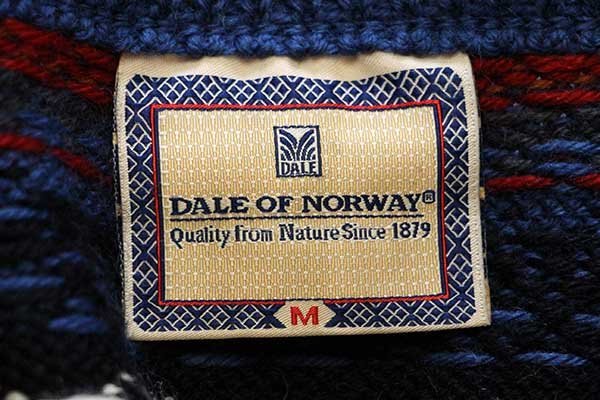 DALE
DALE OF NORWAY®
Quality from Nature Since 1879
M